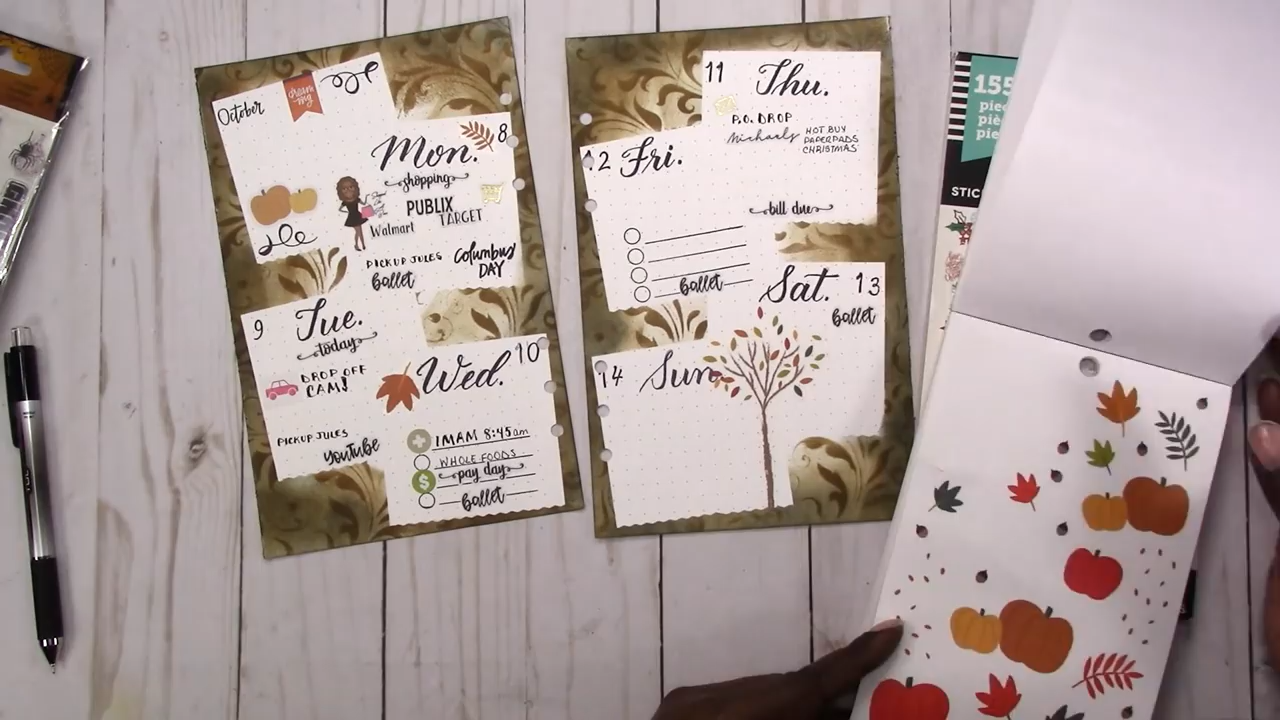 October
dream my
8
Mon.
shopping
PUBLIX
TARGET
Walmart
PICKUP JULES
ballet
Columbus
DAY
9
Tue.
today
DROP OFF
CAM!
PICKUP JULES
YOUTUBE
10
Wed.
IMAM 8:45am
WHOLE FOODS
$ pay day
ballet
11
Thu.
P.O. DROP
Michaels
HOT BUY
PAPERPADS
CHRISTMAS
12 Fri.
bill due
ballet
Sat. 13
ballet
14 Sun
155